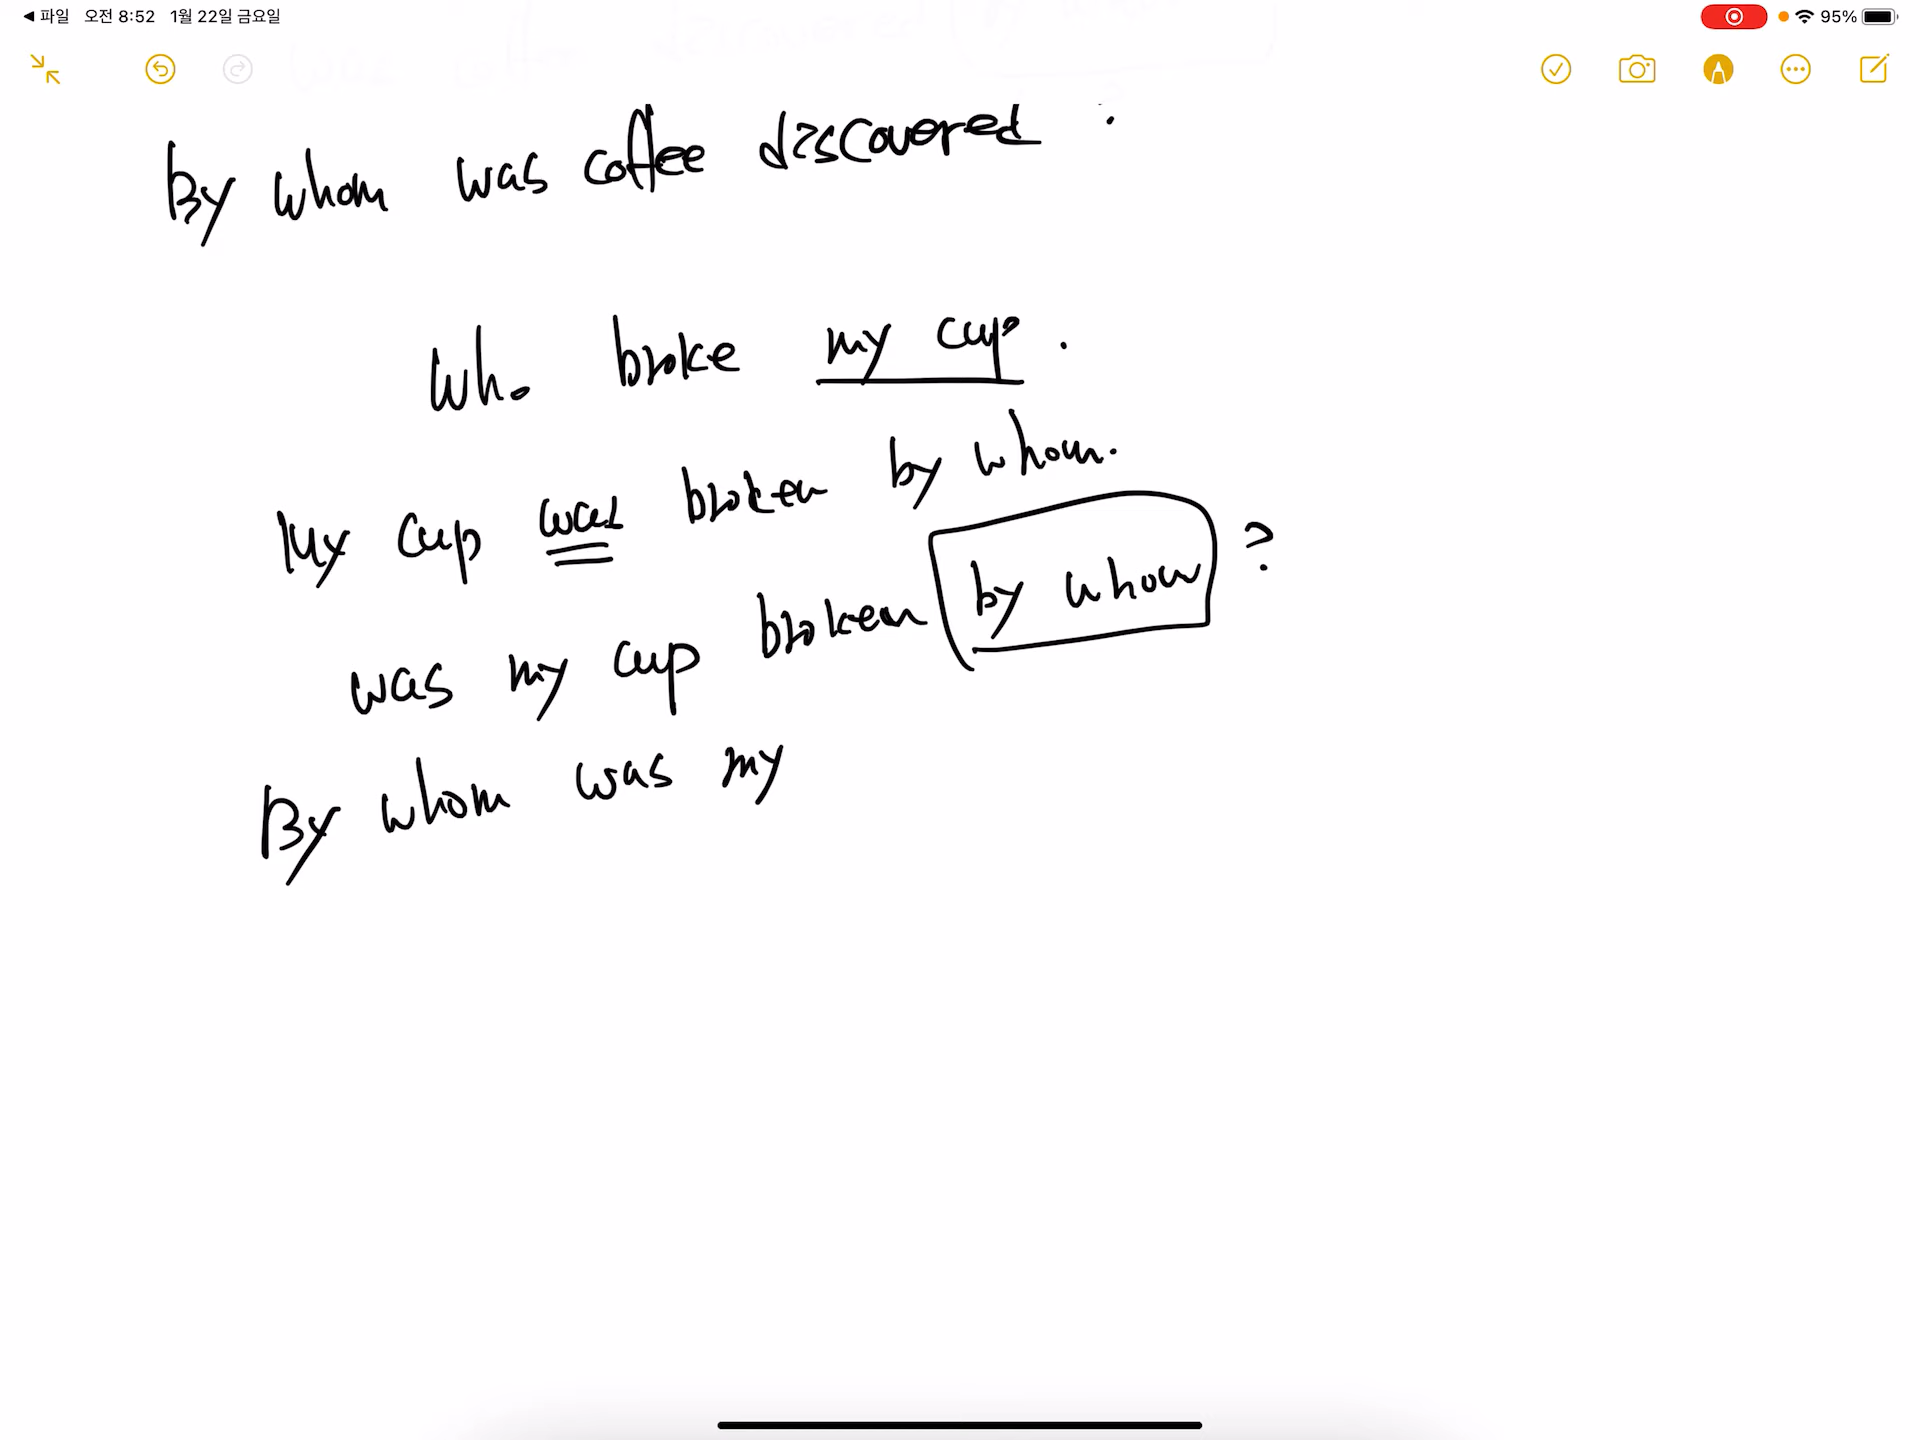 ◀ 파일 오전 8:52 1월 22일 금요일 95%
By whom was coffee discovered
Who broke my cup.
My cup was broken by whom.
was my cup broken by whom ?
By whom was my